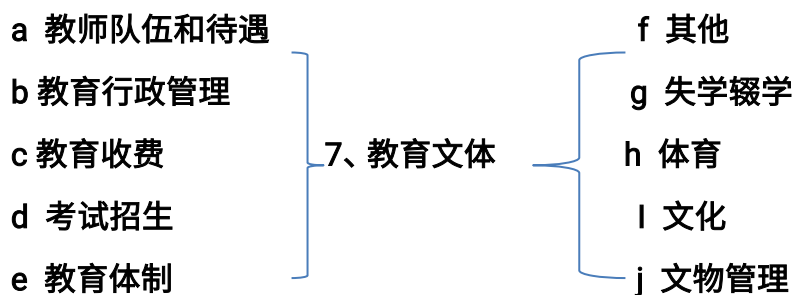 a 教师队伍和待遇
b 教育行政管理
c 教育收费
d 考试招生
e 教育体制
7、教育文体
f 其他
g 失学辍学
h 体育
l 文化
j 文物管理